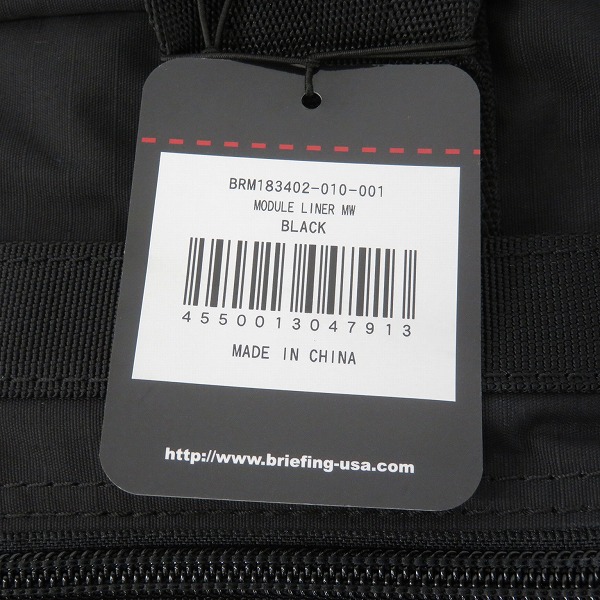 BRM183402-010-001
MODULE LINER MW
BLACK
4550013047913
MADE IN CHINA
http://www.briefing-usa.com